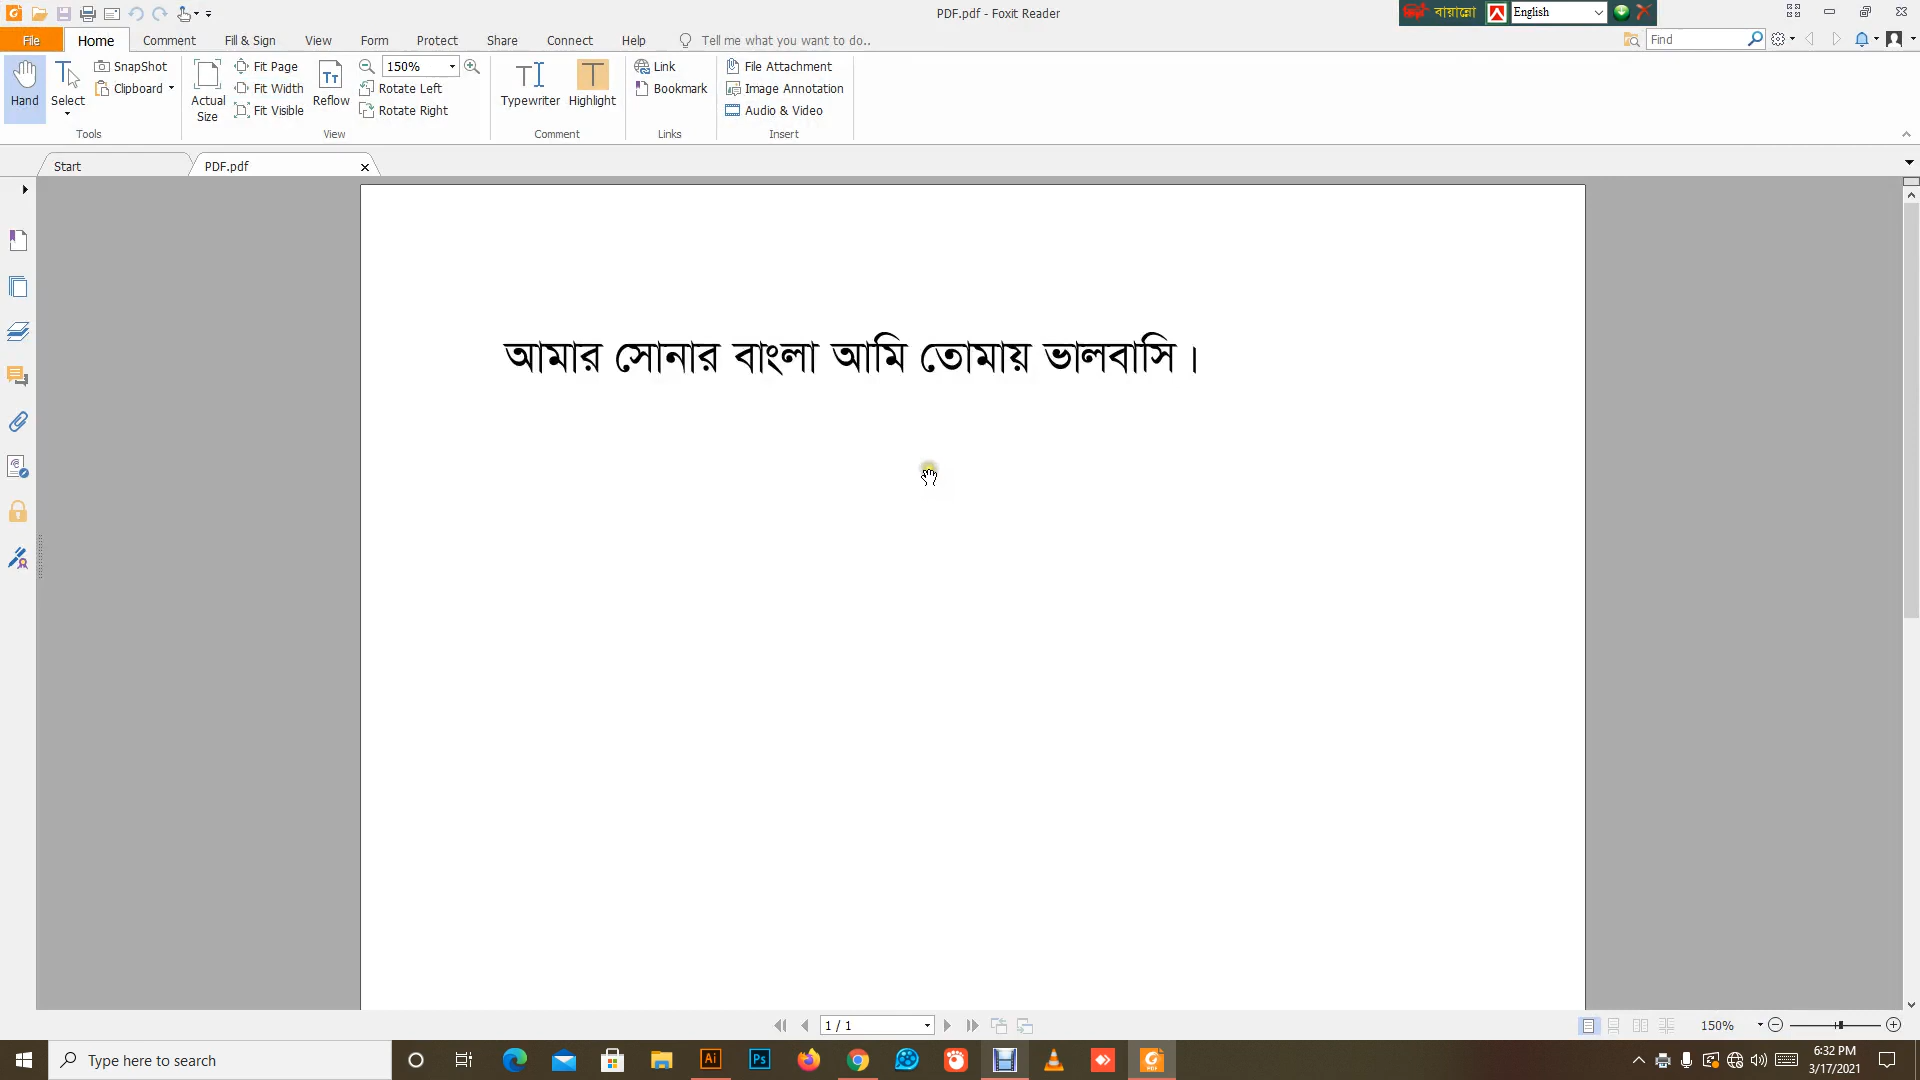 PDF.pdf - Foxit Reader
বায়ান্নো
English
File
Home
Comment
Fill & Sign
View
Form
Protect
Share
Connect
Help
Tell me what you want to do..
Find
Hand
Select
SnapShot
Clipboard
Tools
Actual Size
Fit Page
Fit Width
Fit Visible
Reflow
150%
Rotate Left
Rotate Right
View
Typewriter
Highlight
Comment
Link
Bookmark
Links
File Attachment
Image Annotation
Audio & Video
Insert
Start
PDF.pdf
আমার সোনার বাংলা আমি তোমায় ভালবাসি।
1 / 1
150%
Type here to search
Ai
Ps
6:32 PM
3/17/2021